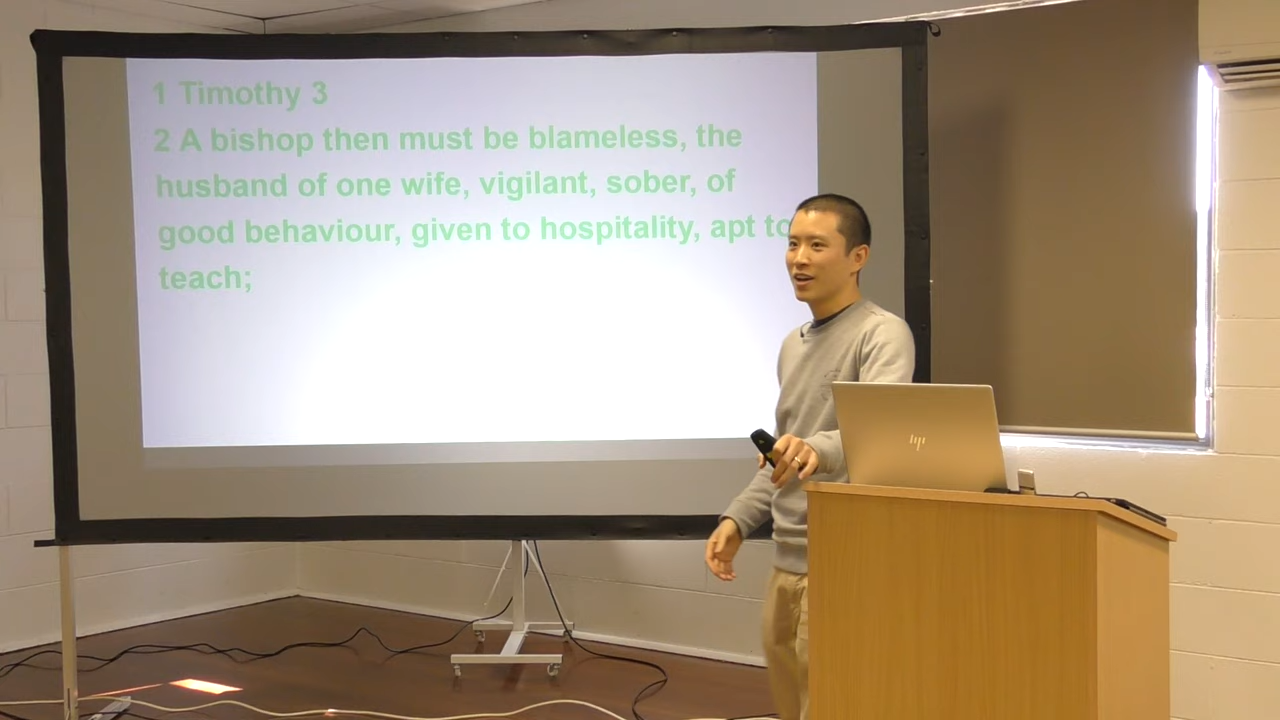 1 Timothy 3
2 A bishop then must be blameless, the
husband of one wife, vigilant, sober, of
good behaviour, given to hospitality, apt to
teach;
hp